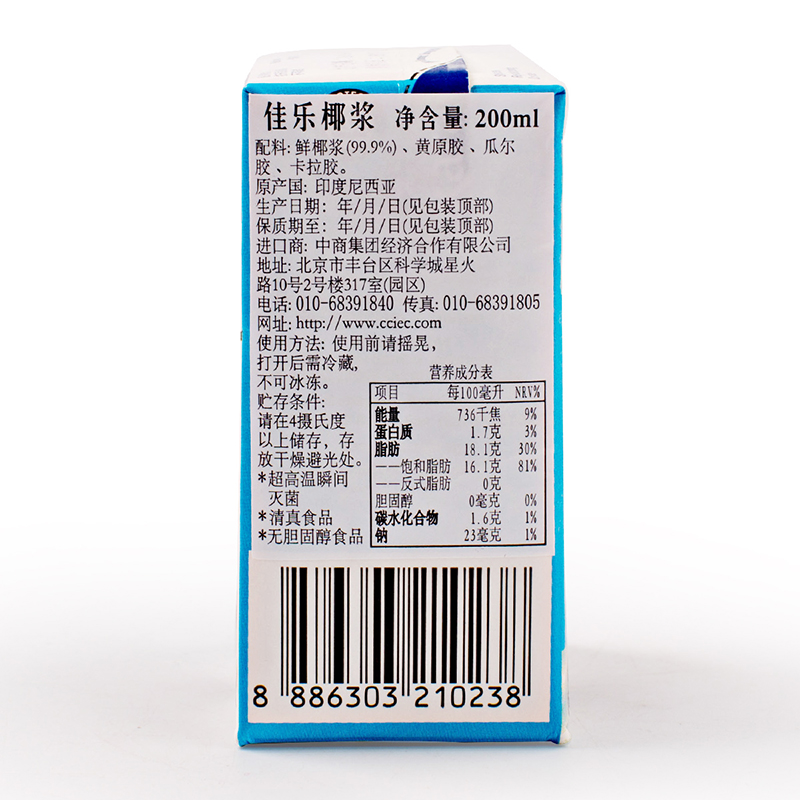 佳乐椰浆 净含量: 200ml
配料: 鲜椰浆(99.9%)、黄原胶、瓜尔
胶、卡拉胶。
原产国: 印度尼西亚
生产日期: 年/月/日(见包装顶部)
保质期至: 年/月/日(见包装顶部)
进口商: 中商集团经济合作有限公司
地址: 北京市丰台区科学城星火
路10号2号楼317室(园区)
电话: 010-68391840 传真: 010-68391805
网址: http://www.cciec.com
使用方法: 使用前请摇晃,
打开后需冷藏,
不可冰冻。
贮存条件:
请在4摄氏度
以上储存, 存
放干燥避光处。
*超高温瞬间
灭菌
*清真食品
*无胆固醇食品
营养成分表
项目 每100毫升 NRV%
能量 736千焦 9%
蛋白质 1.7克 3%
脂肪 18.1克 30%
——饱和脂肪 16.1克 81%
——反式脂肪 0克
胆固醇 0毫克 0%
碳水化合物 1.6克 1%
钠 23毫克 1%
8 886303 210238